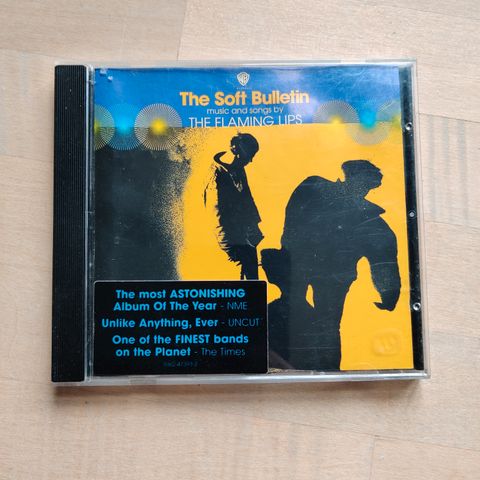 The Soft Bulletin
music and songs by
THE FLAMING LIPS
The most ASTONISHING
Album Of The Year - NME
Unlike Anything, Ever - UNCUT
One of the FINEST bands
on the Planet - The Times